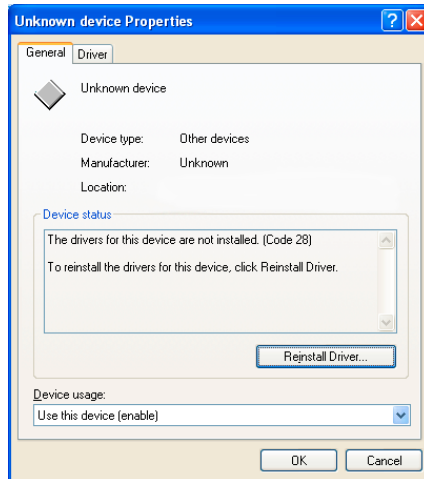 Unknown device Properties
General Driver
Unknown device
Device type: Other devices
Manufacturer: Unknown
Location:
Device status
The drivers for this device are not installed. (Code 28)
To reinstall the drivers for this device, click Reinstall Driver.
Reinstall Driver...
Device usage:
Use this device (enable)
OK Cancel